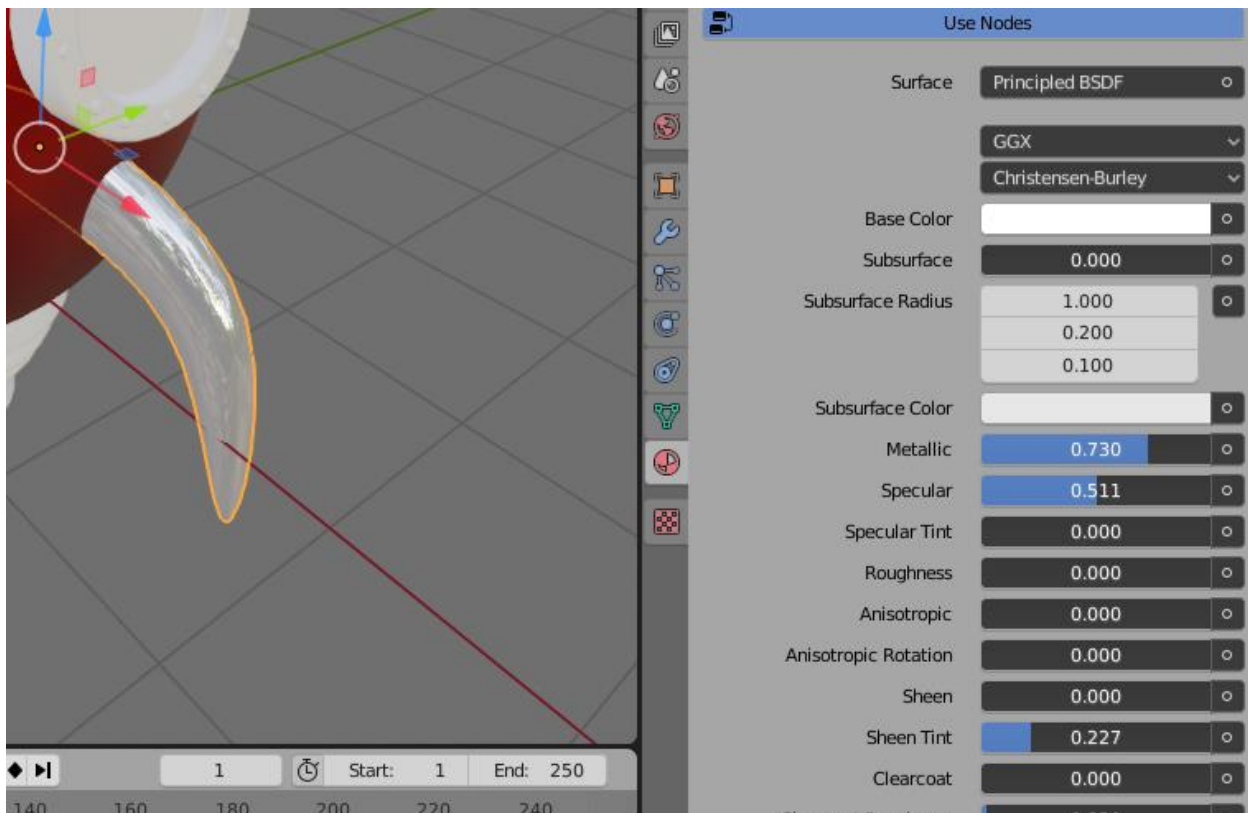 Use Nodes
Surface Principled BSDF
GGX
Christensen-Burley
Base Color
Subsurface 0.000
Subsurface Radius 1.000
0.200
0.100
Subsurface Color
Metallic 0.730
Specular 0.511
Specular Tint 0.000
Roughness 0.000
Anisotropic 0.000
Anisotropic Rotation 0.000
Sheen 0.000
Sheen Tint 0.227
Clearcoat 0.000
1 Start: 1 End: 250
140 160 180 200 220 240